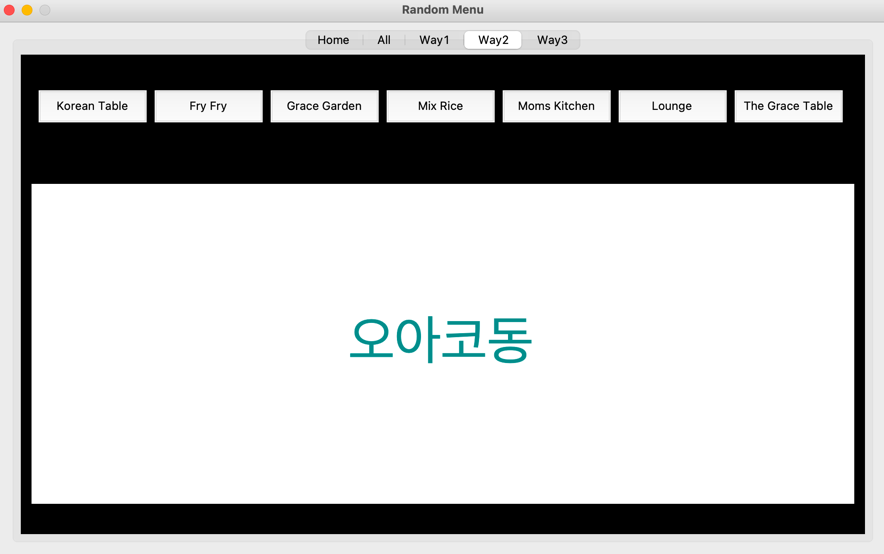 Random Menu
Home All Way1 Way2 Way3
Korean Table Fry Fry Grace Garden Mix Rice Moms Kitchen Lounge The Grace Table
오아코동